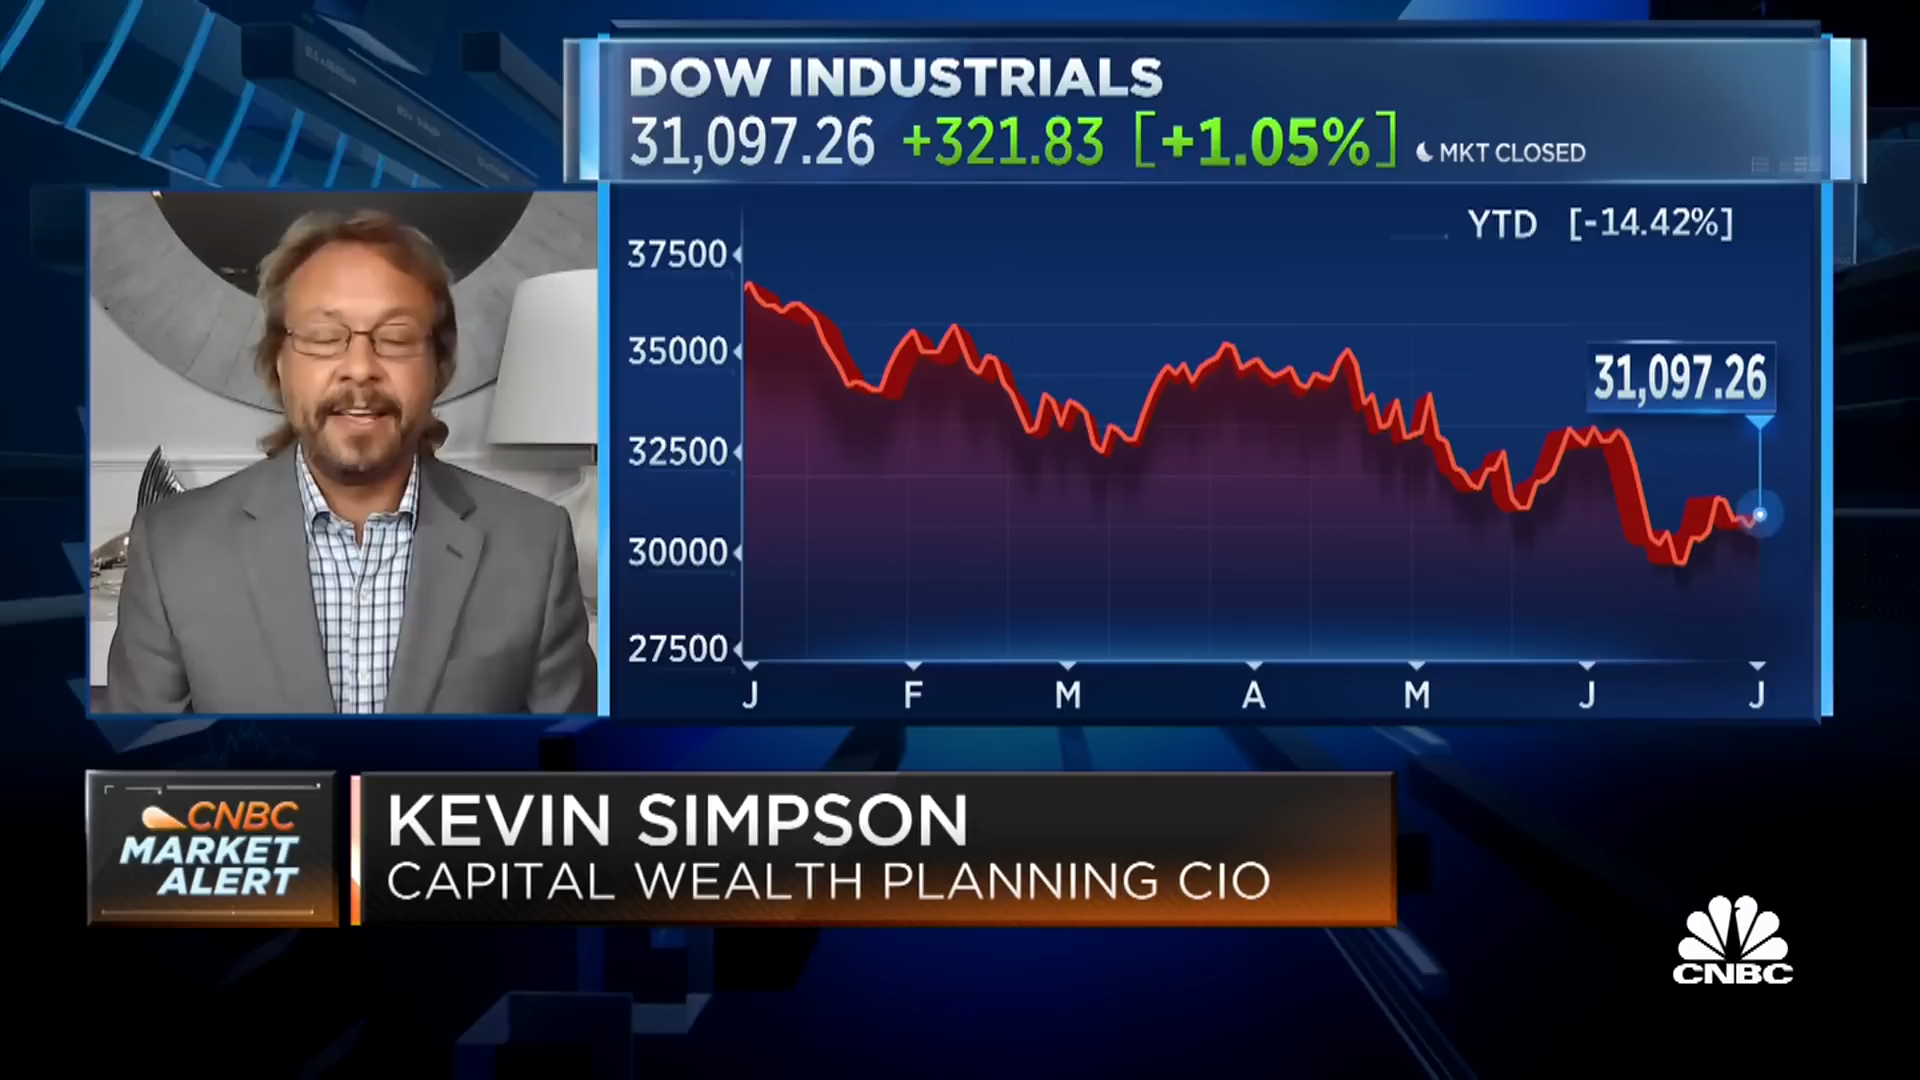 DOW INDUSTRIALS
31,097.26 +321.83 [+1.05%] MKT CLOSED
YTD [-14.42%]
37500
35000
32500
30000
27500
31,097.26
J F M A M J J
CNBC
MARKET
ALERT
KEVIN SIMPSON
CAPITAL WEALTH PLANNING CIO
CNBC